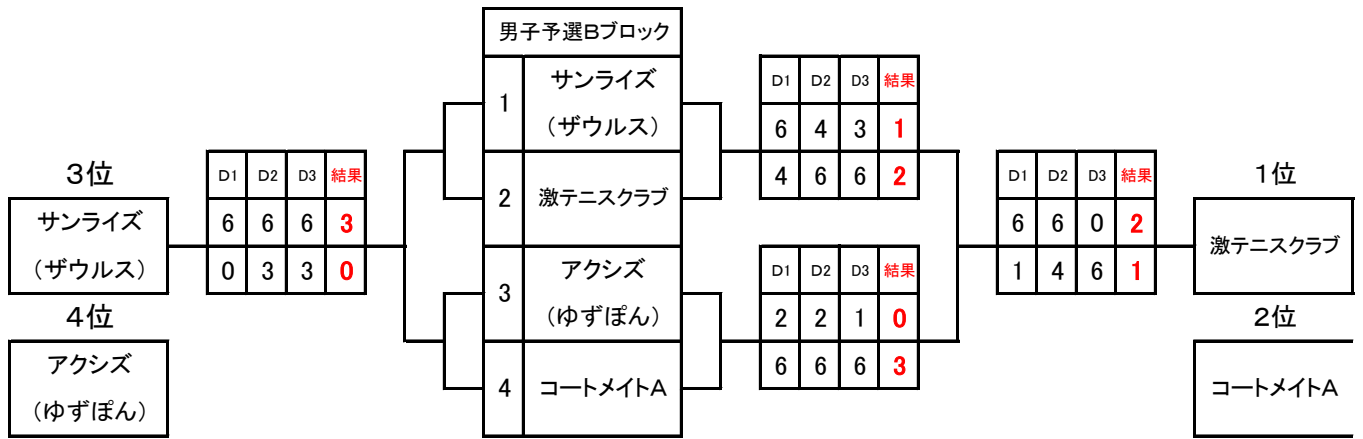 男子予選Bブロック
1 サンライズ
(ザウルス)
2 激テニスクラブ
3 アクシズ
(ゆずぽん)
4 コートメイトA
D1 D2 D3 結果
6 4 3 1
4 6 6 2
D1 D2 D3 結果
2 2 1 0
6 6 6 3
D1 D2 D3 結果
6 6 0 2
1 4 6 1
1位
激テニスクラブ
2位
コートメイトA
D1 D2 D3 結果
6 6 6 3
0 3 3 0
3位
サンライズ
(ザウルス)
4位
アクシズ
(ゆずぽん)